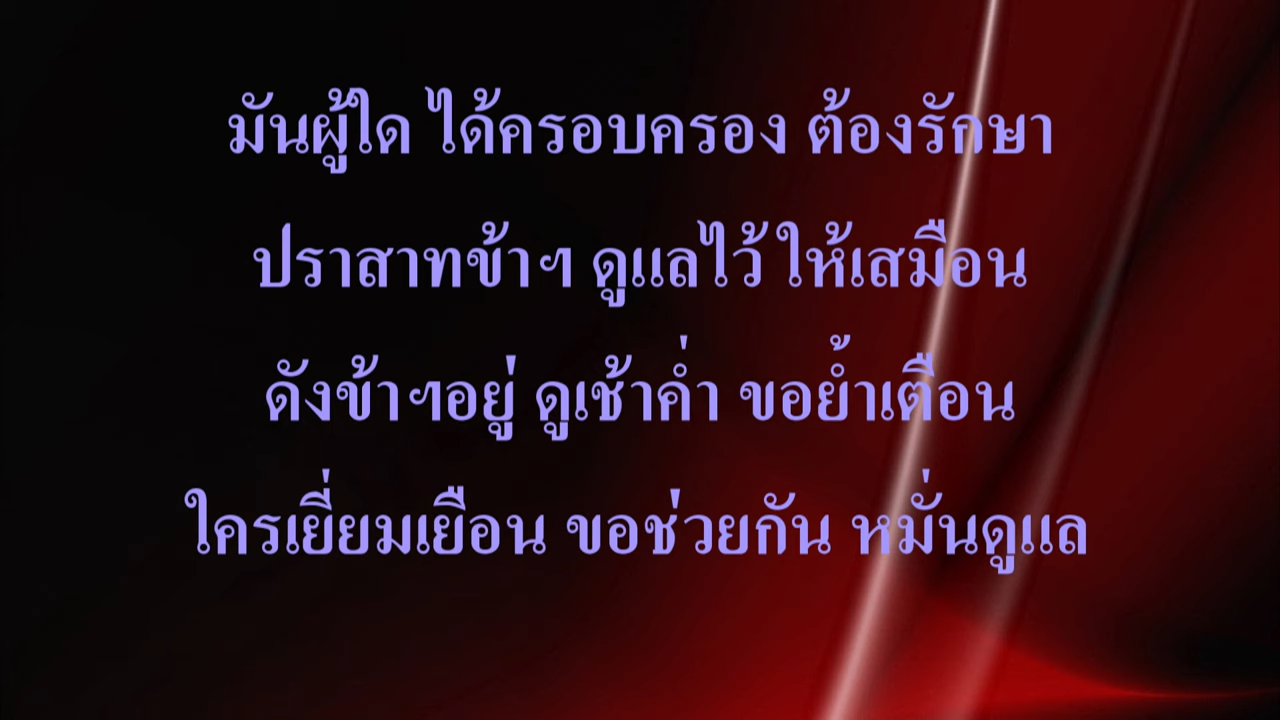 มันผู้ใด ได้ครอบครอง ต้องรักษา
ปราสาทข้าฯ ดูแลไว้ ให้เสมือน
ดังข้าฯอยู่ ดูเช้าค่ำ ขอย้ำเตือน
ใครเยี่ยมเยือน ขอช่วยกัน หมั่นดูแล